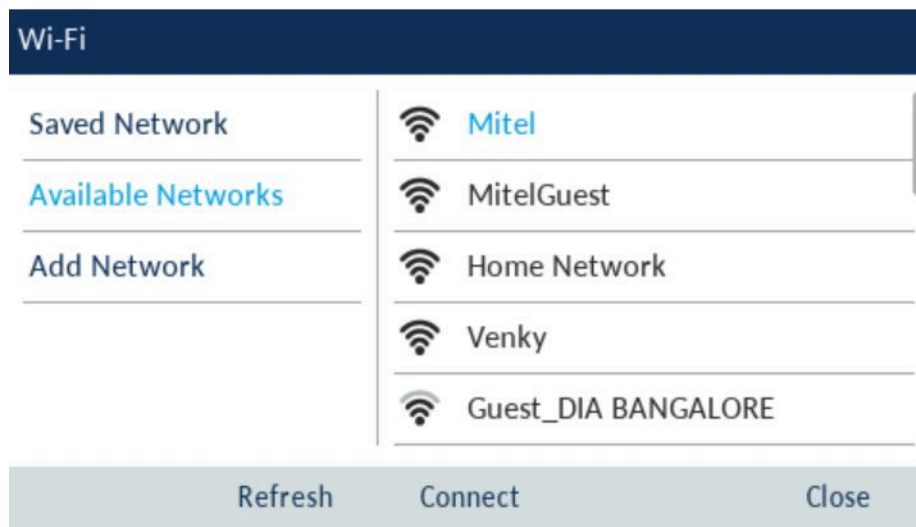 Wi-Fi
Saved Network
Available Networks
Add Network
Mitel
MitelGuest
Home Network
Venky
Guest_DIA BANGALORE
Refresh Connect Close